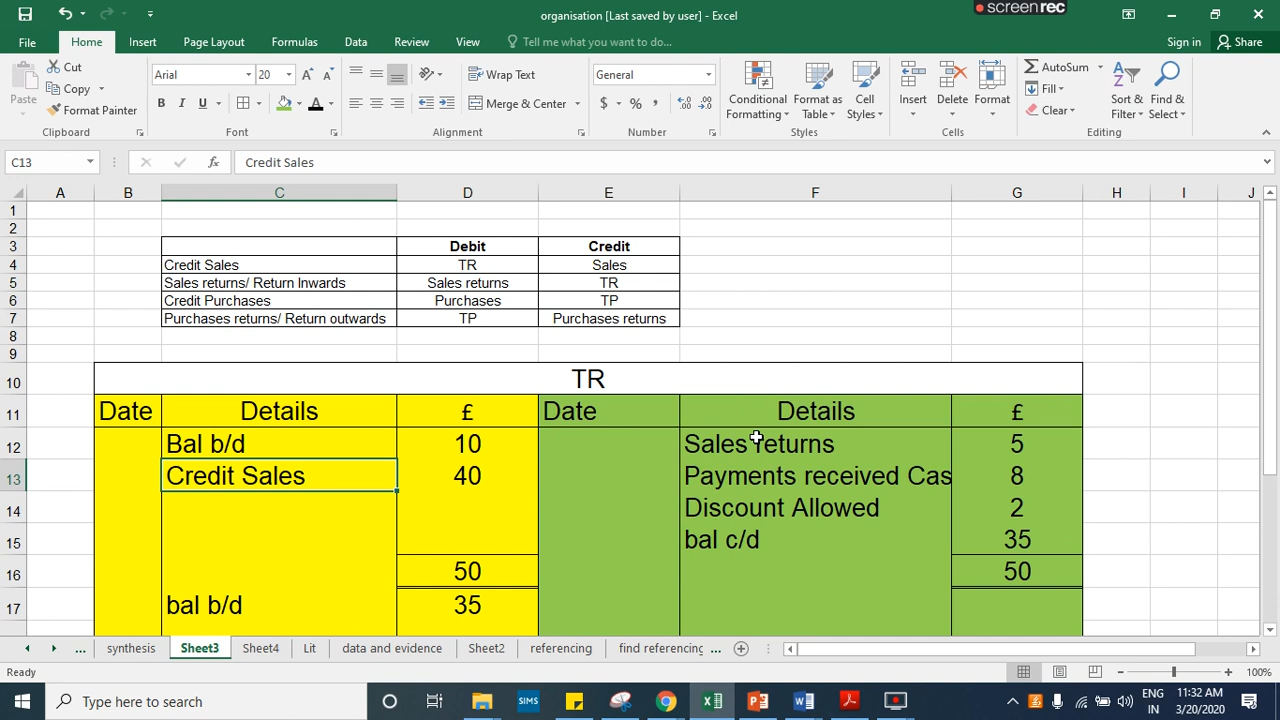 organisation [Last saved by user] - Excel
screenrec
File Home Insert Page Layout Formulas Data Review View Tell me what you want to do... Sign in Share
Paste
Cut
Copy
Format Painter
Clipboard
Arial 20
B I U
Font
Wrap Text
Merge & Center
Alignment
General
$ %
Number
Conditional Formatting
Format as Table
Cell Styles
Styles
Insert Delete Format
Cells
AutoSum
Fill
Clear
Sort & Filter
Find & Select
Editing
C13 fx Credit Sales
A B C D E F G H I J
1
2
3 Debit Credit
4 Credit Sales TR Sales
5 Sales returns/ Return Inwards Sales returns TR
6 Credit Purchases Purchases TP
7 Purchases returns/ Return outwards TP Purchases returns
8
9
10 TR
11 Date Details £ Date Details £
12 Bal b/d 10 Sales returns 5
13 Credit Sales 40 Payments received Cas 8
14 Discount Allowed 2
15 bal c/d 35
16 50 50
17 bal b/d 35
... synthesis Sheet3 Sheet4 Lit data and evidence Sheet2 referencing find referencing ...
Ready 100%
Type here to search
SIMS
ENG
IN
11:32 AM
3/20/2020